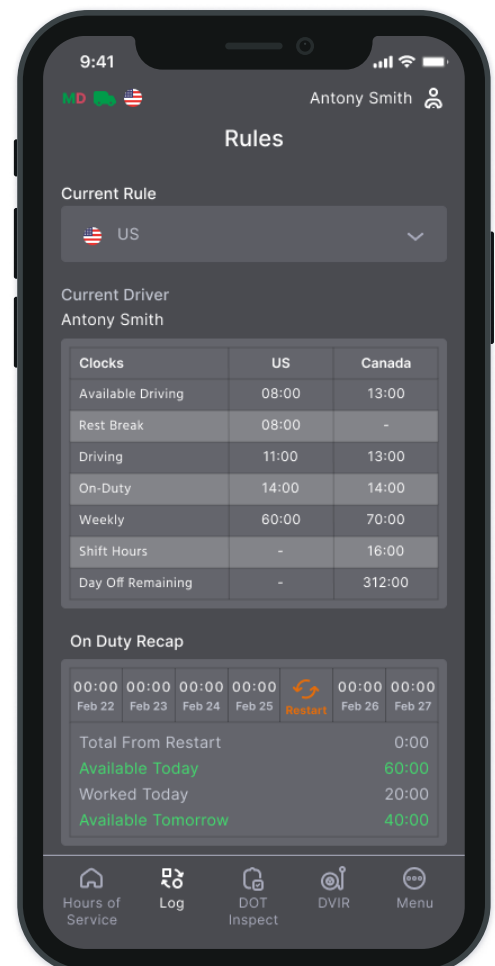 9:41
MD
Antony Smith
Rules
Current Rule
US
Current Driver
Antony Smith
Clocks US Canada
Available Driving 08:00 13:00
Rest Break 08:00 -
Driving 11:00 13:00
On-Duty 14:00 14:00
Weekly 60:00 70:00
Shift Hours - 16:00
Day Off Remaining - 312:00
On Duty Recap
00:00 00:00 00:00 00:00 00:00 00:00
Feb 22 Feb 23 Feb 24 Feb 25 Restart Feb 26 Feb 27
Total From Restart 0:00
Available Today 60:00
Worked Today 20:00
Available Tomorrow 40:00
Hours of Service Log DOT Inspect DVIR Menu